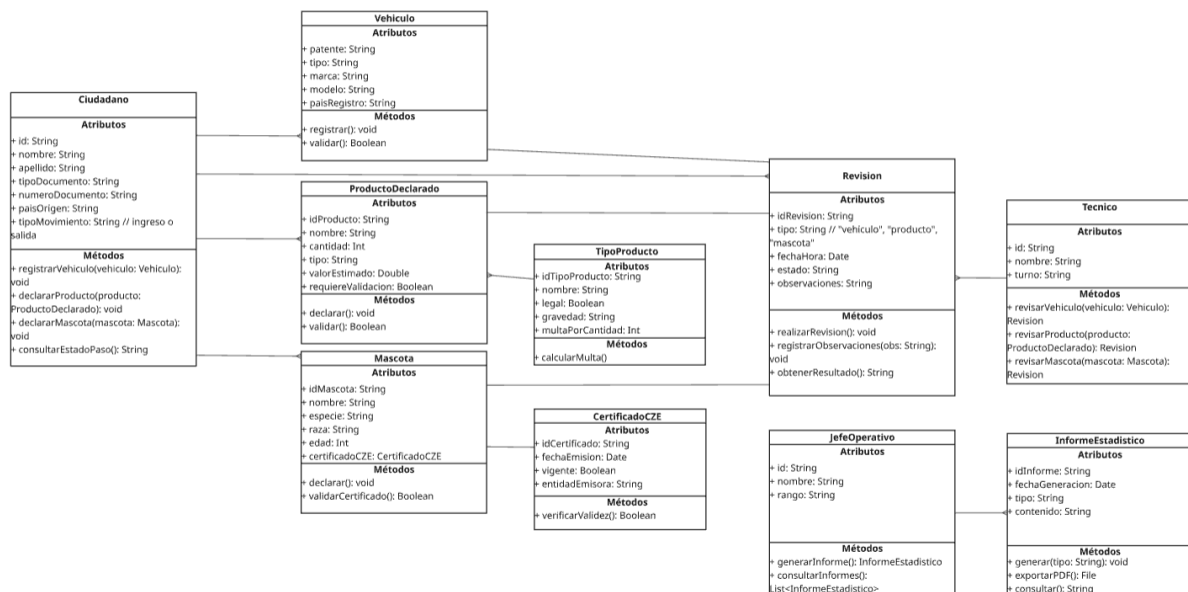 Vehiculo
Atributos
+ patente: String
+ tipo: String
+ marca: String
+ modelo: String
+ paisRegistro: String
Métodos
+ registrar(): void
+ validar(): Boolean
Ciudadano
Atributos
+ id: String
+ nombre: String
+ apellido: String
+ tipoDocumento: String
+ numeroDocumento: String
+ paisOrigen: String
+ tipoMovimiento: String // ingreso o
salida
Métodos
+ registrarVehiculo(vehiculo: Vehiculo):
void
+ declararProducto(producto:
ProductoDeclarado): void
+ declararMascota(mascota: Mascota):
void
+ consultarEstadoPaso(): String
ProductoDeclarado
Atributos
+ idProducto: String
+ nombre: String
+ cantidad: Int
+ tipo: String
+ valorEstimado: Double
+ requiereValidacion: Boolean
Métodos
+ declarar(): void
+ validar(): Boolean
TipoProducto
Atributos
+ idTipoProducto: String
+ nombre: String
+ legal: Boolean
+ gravedad: String
+ multaPorCantidad: Int
Métodos
+ calcularMulta()
Mascota
Atributos
+ idMascota: String
+ nombre: String
+ especie: String
+ raza: String
+ edad: Int
+ certificadoCZE: CertificadoCZE
Métodos
+ declarar(): void
+ validarCertificado(): Boolean
CertificadoCZE
Atributos
+ idCertificado: String
+ fechaEmision: Date
+ vigente: Boolean
+ entidadEmisora: String
Métodos
+ verificarValidez(): Boolean
Revision
Atributos
+ idRevision: String
+ tipo: String // "vehículo", "producto",
"mascota"
+ fechaHora: Date
+ estado: String
+ observaciones: String
Métodos
+ realizarRevision(): void
+ registrarObservaciones(obs: String):
void
+ obtenerResultado(): String
Tecnico
Atributos
+ id: String
+ nombre: String
+ turno: String
Métodos
+ revisarVehiculo(vehiculo: Vehiculo):
Revision
+ revisarProducto(producto:
ProductoDeclarado): Revision
+ revisarMascota(mascota: Mascota):
Revision
JefeOperativo
Atributos
+ id: String
+ nombre: String
+ rango: String
Métodos
+ generarInforme(): InformeEstadistico
+ consultarInformes():
List<InformeEstadistico>
InformeEstadistico
Atributos
+ idInforme: String
+ fechaGeneracion: Date
+ tipo: String
+ contenido: String
Métodos
+ generar(tipo: String): void
+ exportarPDF(): File
+ consultar(): String